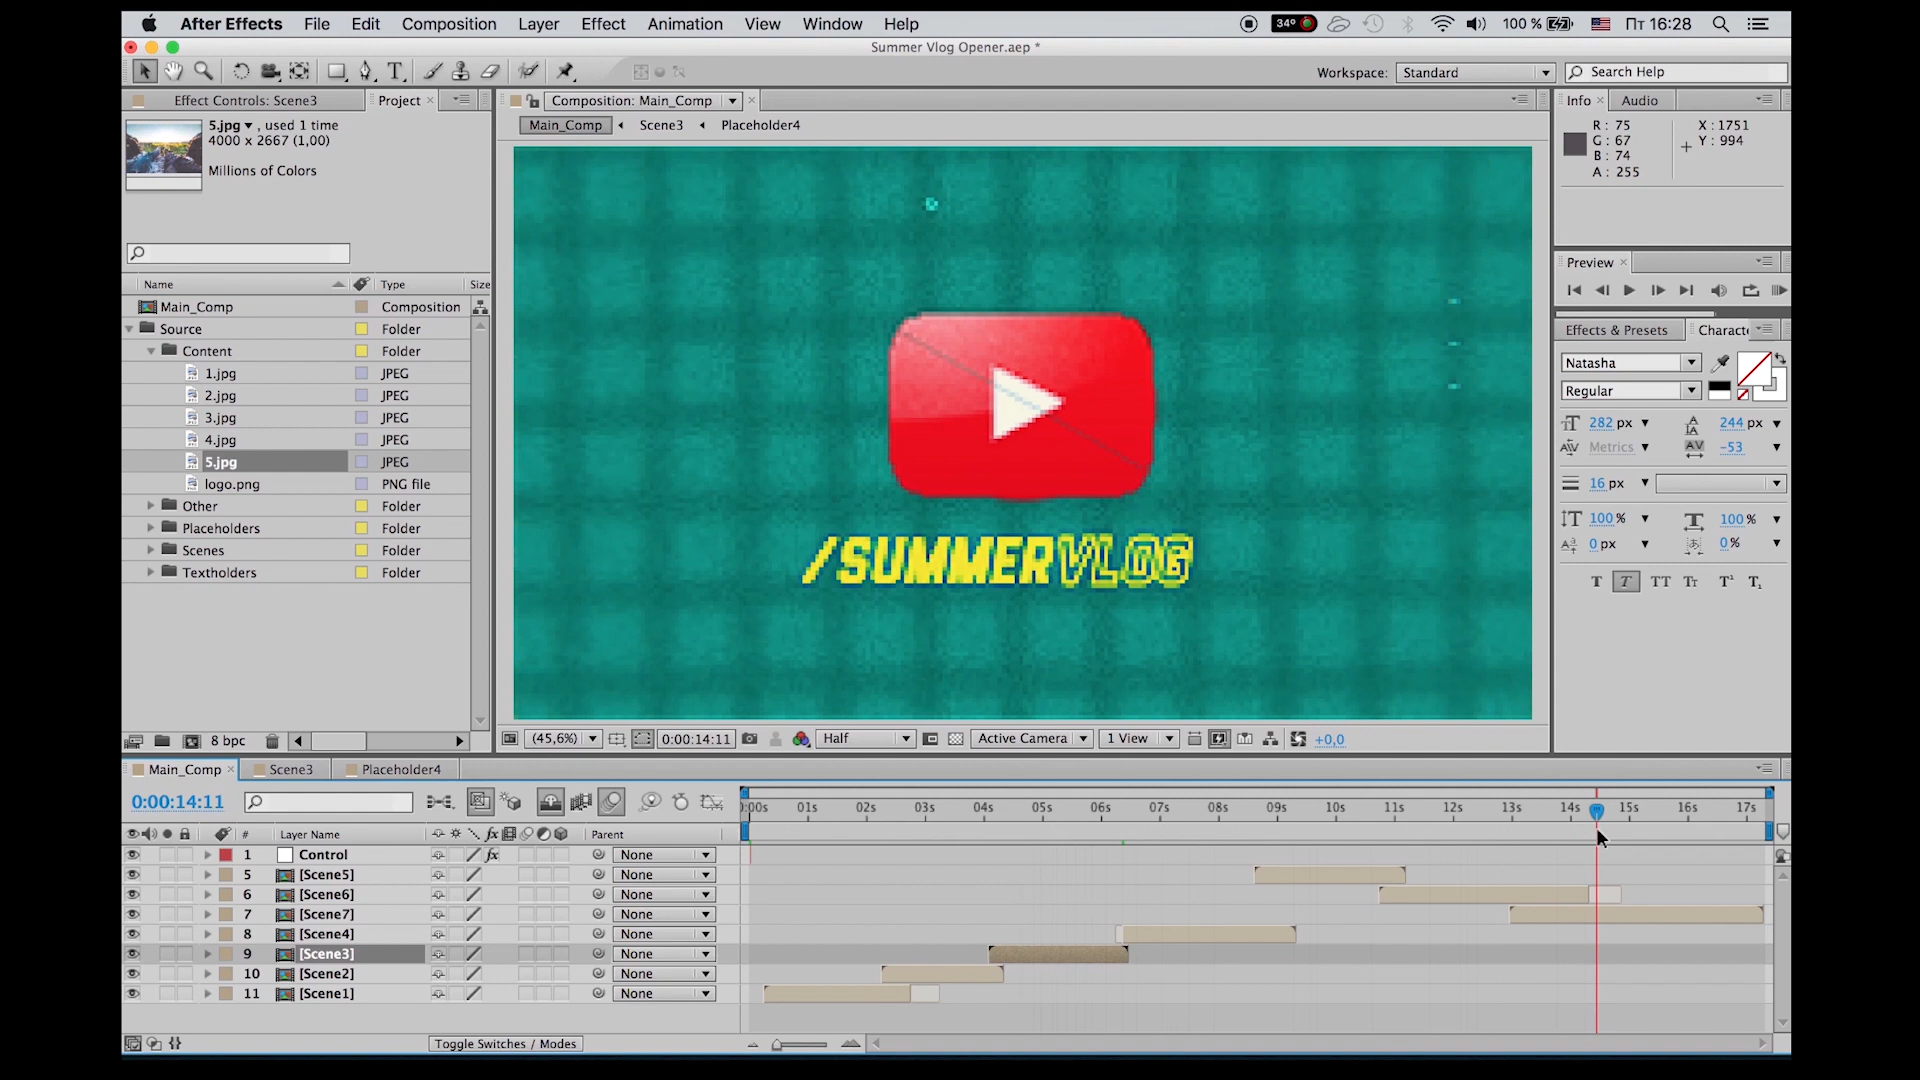 After Effects File Edit Composition Layer Effect Animation View Window Help 34° 100 % Пт 16:28
Summer Vlog Opener.aep *
Workspace: Standard Search Help
Effect Controls: Scene3 Project
5.jpg , used 1 time
4000 x 2667 (1,00)
Millions of Colors
Name Type Size
Main_Comp Composition
Source Folder
Content Folder
1.jpg JPEG
2.jpg JPEG
3.jpg JPEG
4.jpg JPEG
5.jpg JPEG
logo.png PNG file
Other Folder
Placeholders Folder
Scenes Folder
Textholders Folder
8 bpc
Composition: Main_Comp
Main_Comp Scene3 Placeholder4
/SUMMERVLOG
(45,6%) 0:00:14:11 Half Active Camera 1 View +0,0
Info Audio
R : 75 X : 1751
G : 67 Y : 994
B : 74
A : 255
Preview
Effects & Presets Characte
Natasha
Regular
282 px 244 px
Metrics -53
16 px
100 % 100 %
0 px 0 %
T T TT Tt T¹ T₁
Main_Comp Scene3 Placeholder4
0:00:14:11
):00s 01s 02s 03s 04s 05s 06s 07s 08s 09s 10s 11s 12s 13s 14s 15s 16s 17s
# Layer Name fx Parent
1 Control fx None
5 [Scene5] None
6 [Scene6] None
7 [Scene7] None
8 [Scene4] None
9 [Scene3] None
10 [Scene2] None
11 [Scene1] None
Toggle Switches / Modes